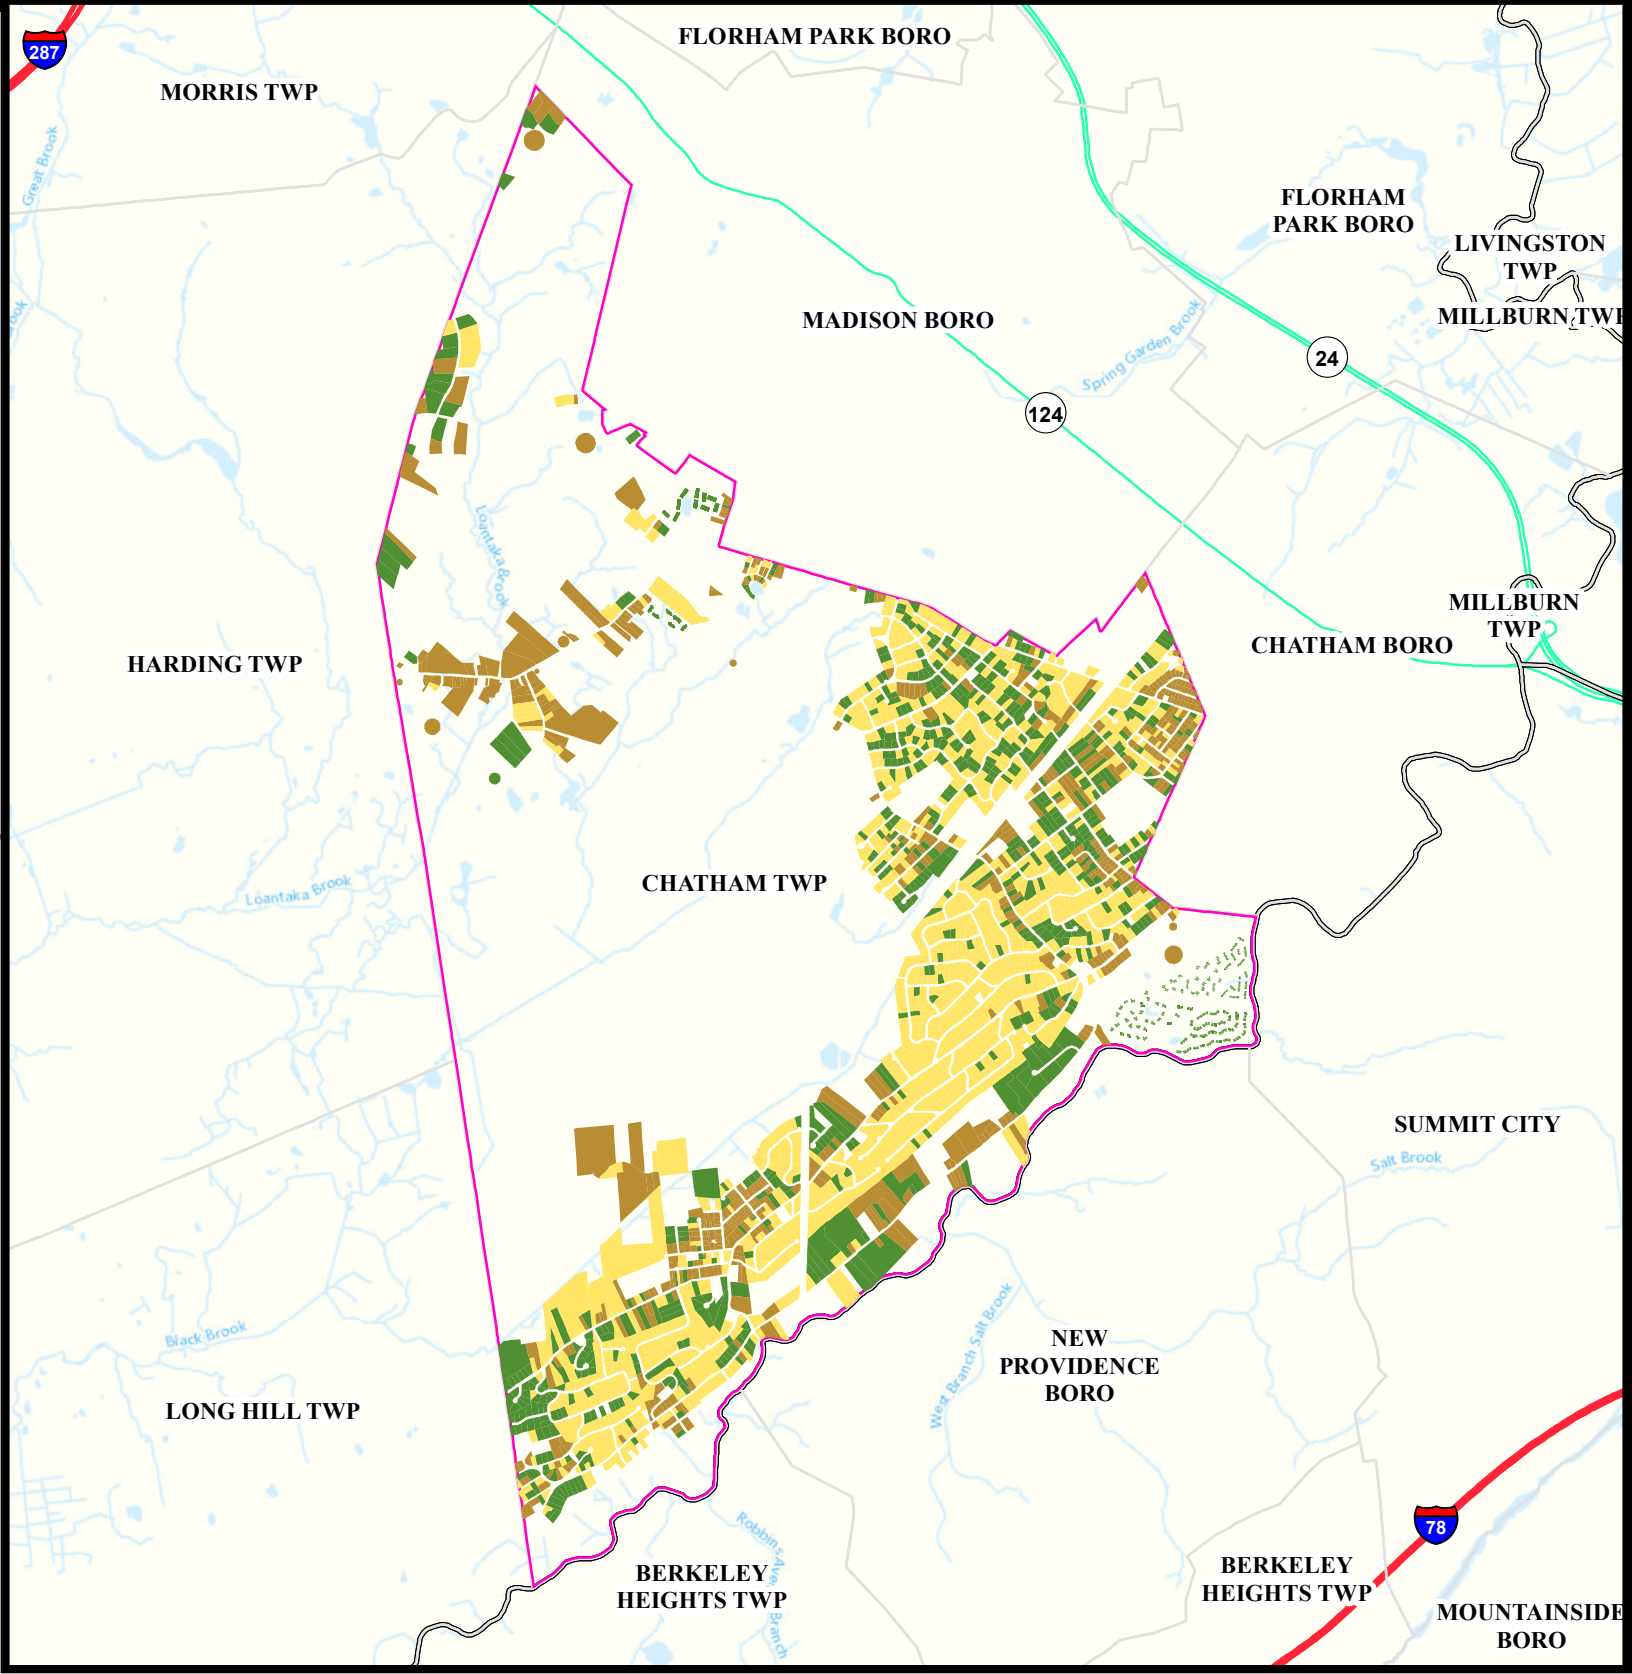 FLORHAM PARK BORO
287
MORRIS TWP
Great Brook
FLORHAM
PARK BORO
LIVINGSTON
TWP
MILLBURN TWP
MADISON BORO
Spring Garden Brook
24
124
Brook
Loantaka Brook
MILLBURN
TWP
CHATHAM BORO
HARDING TWP
CHATHAM TWP
Loantaka Brook
SUMMIT CITY
Salt Brook
Black Brook
West Branch Salt Brook
NEW
PROVIDENCE
BORO
LONG HILL TWP
78
Robbins Ave. Branch
BERKELEY
HEIGHTS TWP
BERKELEY
HEIGHTS TWP
MOUNTAINSIDE
BORO